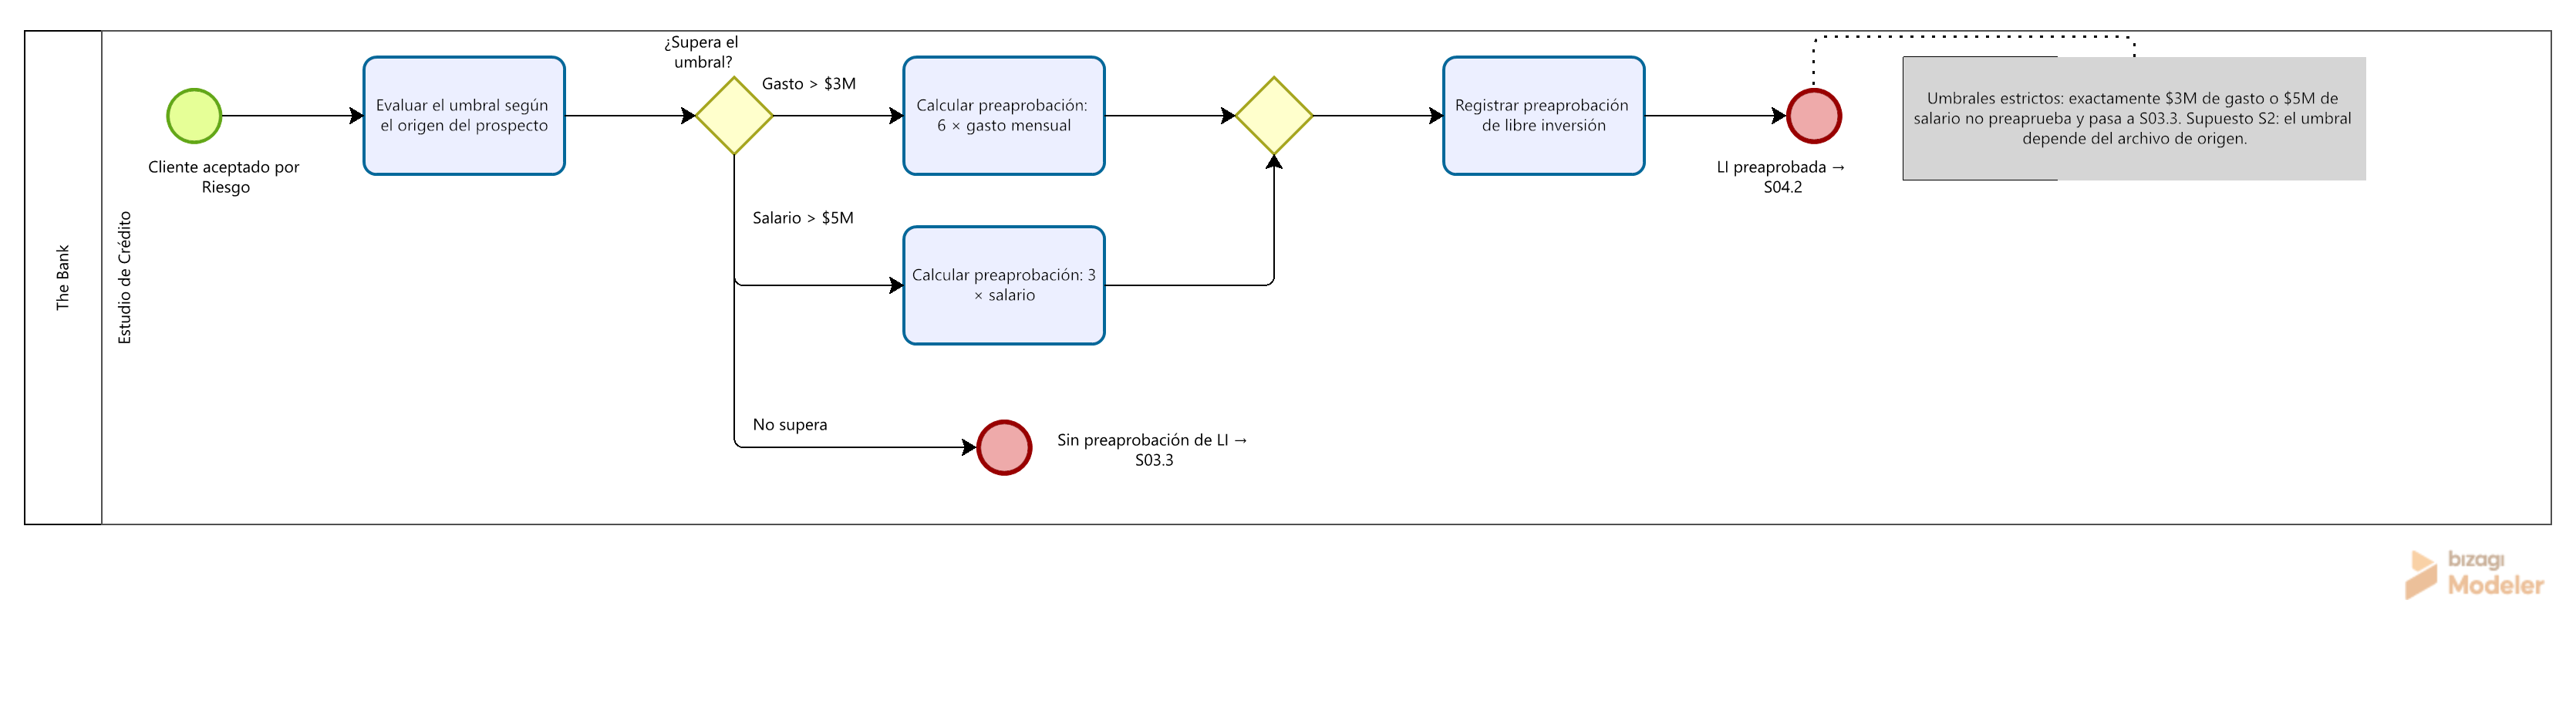 The Bank
Estudio de Crédito
Cliente aceptado por
Riesgo
Evaluar el umbral según
el origen del prospecto
¿Supera el
umbral?
Gasto > $3M
Calcular preaprobación:
6 × gasto mensual
Salario > $5M
Calcular preaprobación: 3
× salario
No supera
Sin preaprobación de LI →
S03.3
Registrar preaprobación
de libre inversión
LI preaprobada →
S04.2
Umbrales estrictos: exactamente $3M de gasto o $5M de
salario no preaprueba y pasa a S03.3. Supuesto S2: el umbral
depende del archivo de origen.
bizagi
Modeler